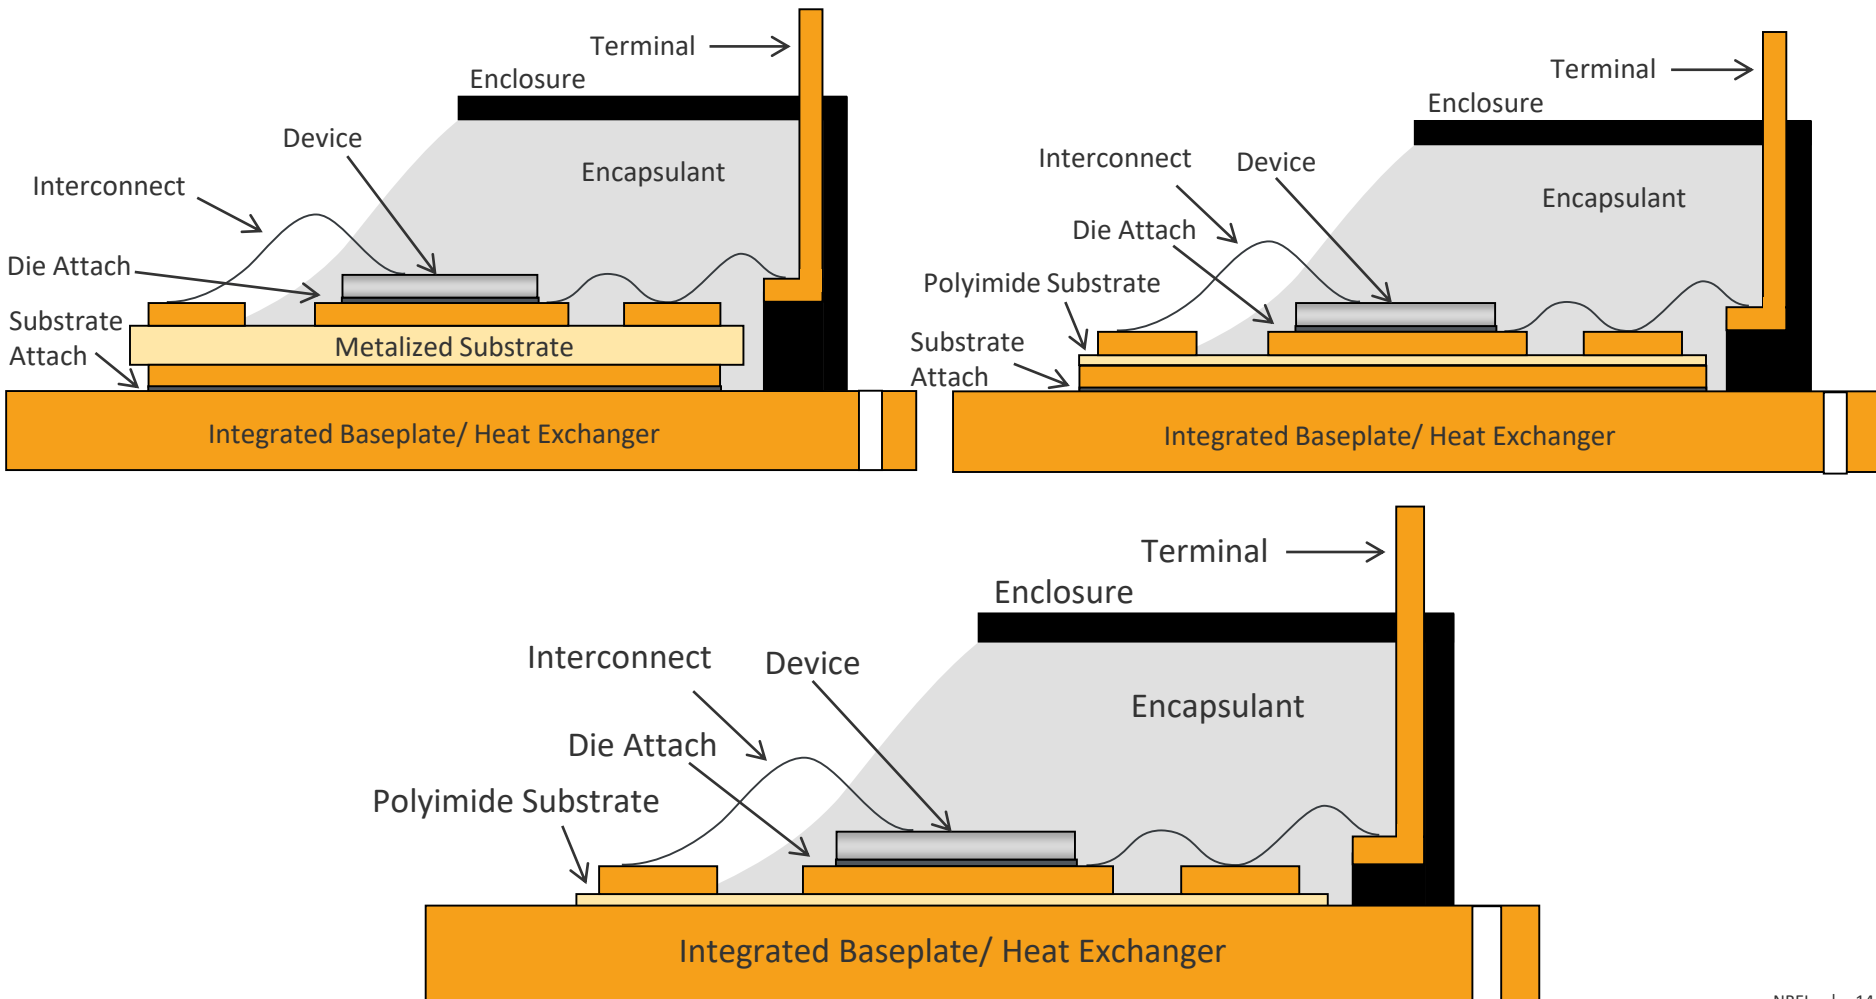 Terminal
Enclosure
Device
Encapsulant
Interconnect
Die Attach
Substrate
Attach
Metalized Substrate
Integrated Baseplate/ Heat Exchanger
Terminal
Enclosure
Interconnect
Device
Encapsulant
Die Attach
Polyimide Substrate
Substrate
Attach
Integrated Baseplate/ Heat Exchanger
Terminal
Enclosure
Interconnect
Device
Encapsulant
Die Attach
Polyimide Substrate
Integrated Baseplate/ Heat Exchanger